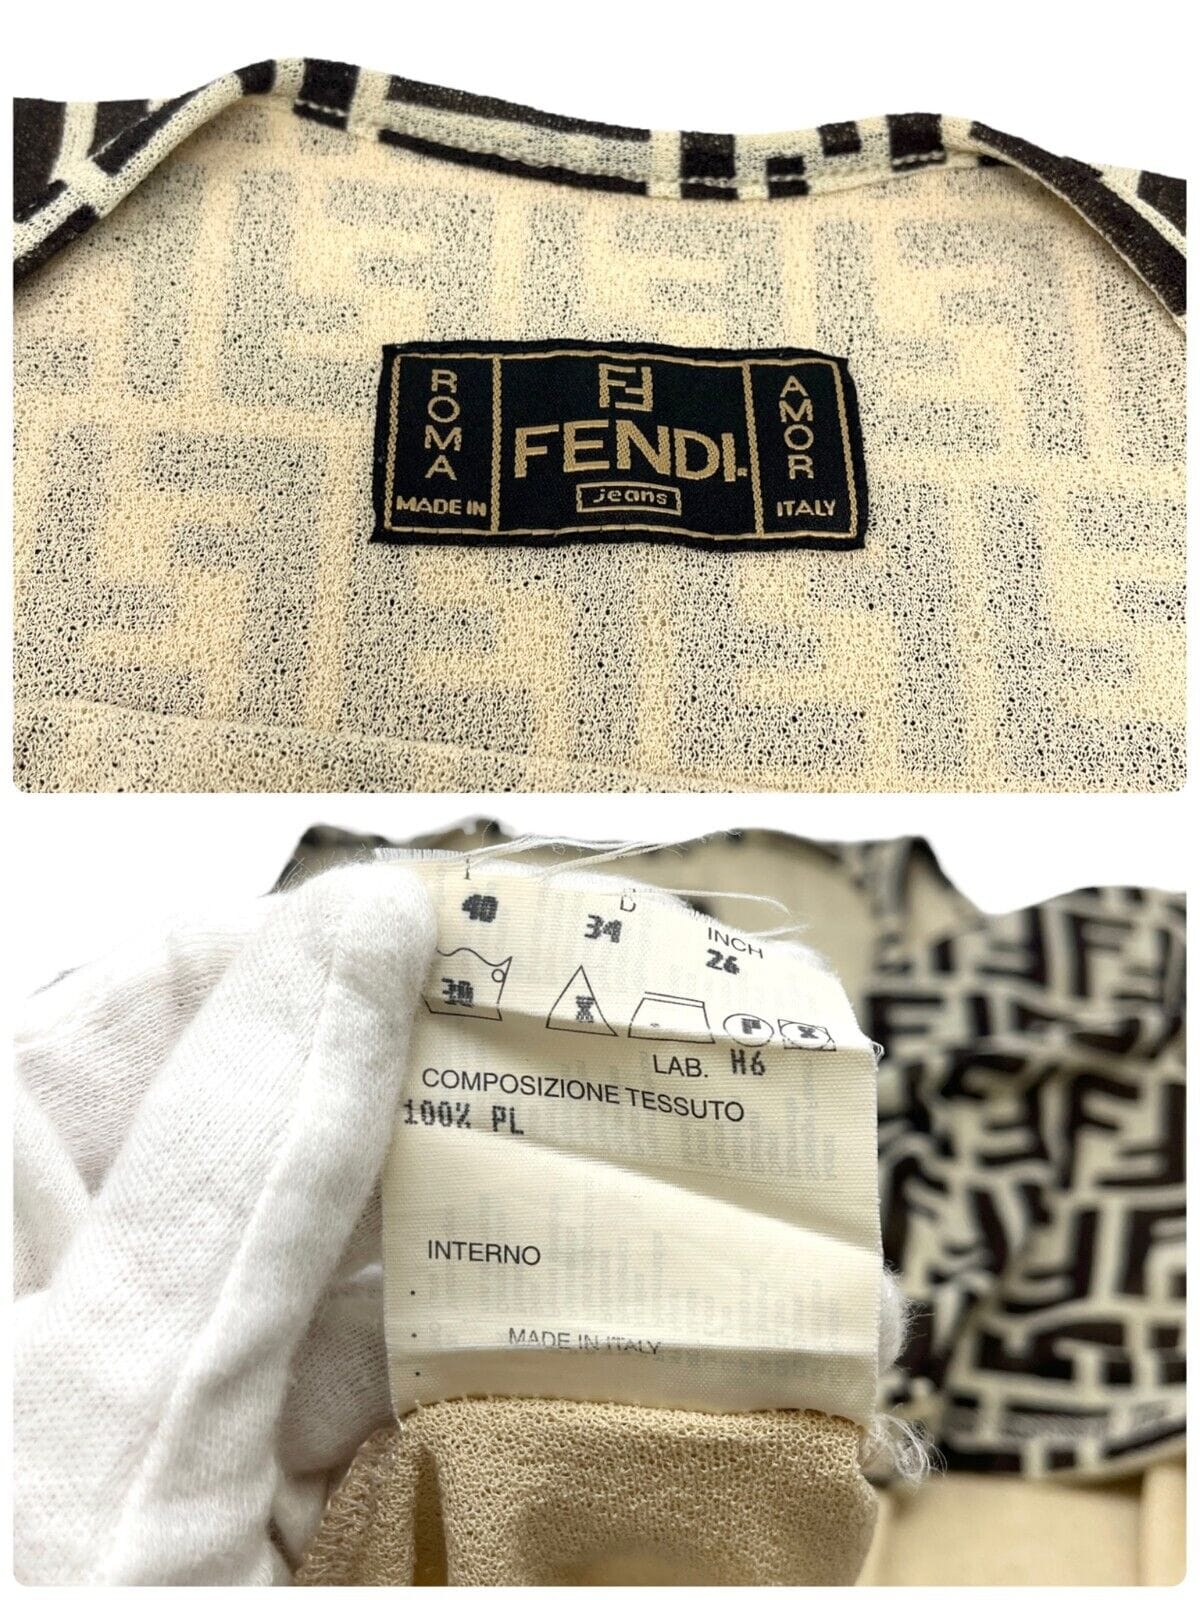 ROMA
MADE IN
FENDI
jeans
AMOR
ITALY
I D INCH
40 34 26
30 X P X
LAB. H6
COMPOSIZIONE TESSUTO
100% PL
INTERNO
MADE IN ITALY